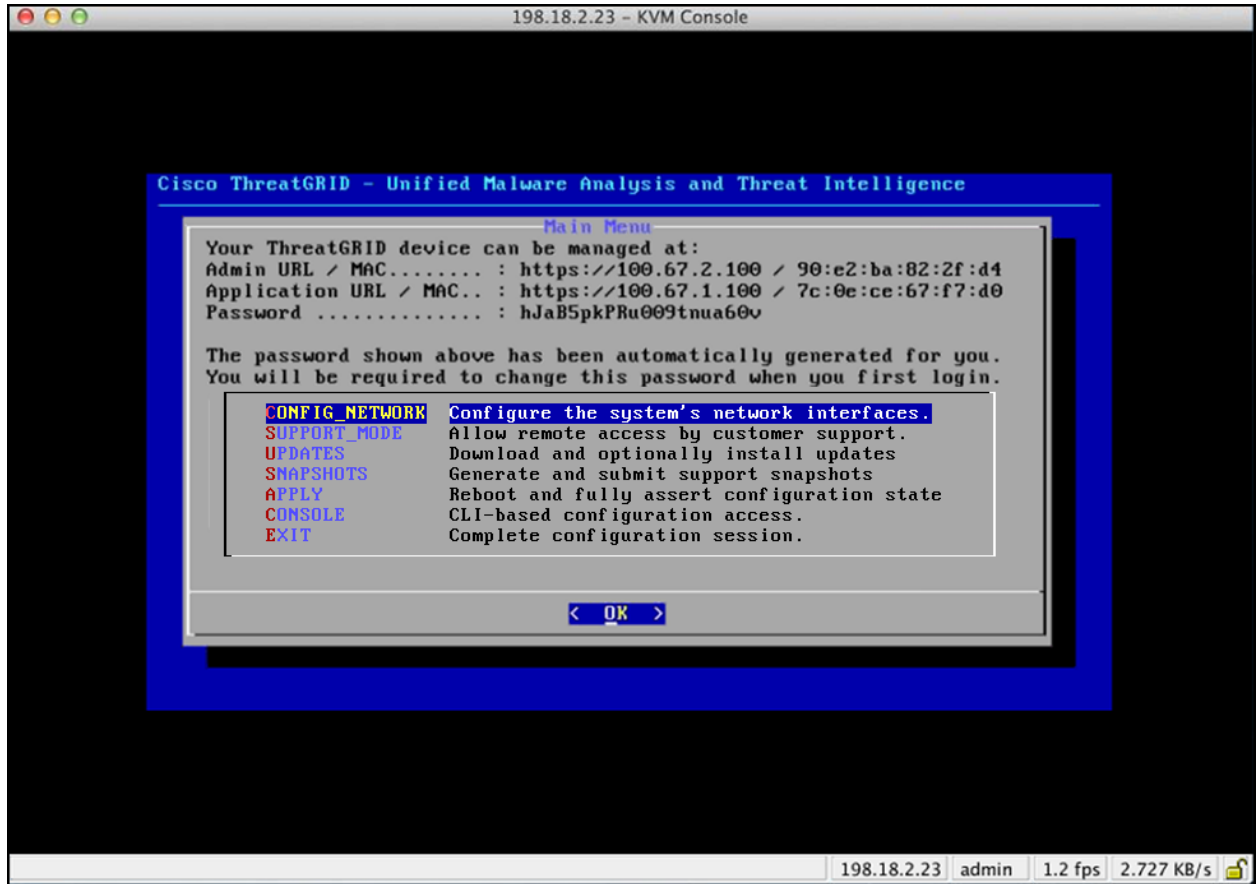 198.18.2.23 – KVM Console
Cisco ThreatGRID - Unified Malware Analysis and Threat Intelligence
Main Menu
Your ThreatGRID device can be managed at:
Admin URL / MAC........ : https://100.67.2.100 / 90:e2:ba:82:2f:d4
Application URL / MAC.. : https://100.67.1.100 / 7c:0e:ce:67:f7:d0
Password .............. : hJaB5pkPRu009tnua60v
The password shown above has been automatically generated for you.
You will be required to change this password when you first login.
CONFIG_NETWORK Configure the system's network interfaces.
SUPPORT_MODE Allow remote access by customer support.
UPDATES Download and optionally install updates
SNAPSHOTS Generate and submit support snapshots
APPLY Reboot and fully assert configuration state
CONSOLE CLI-based configuration access.
EXIT Complete configuration session.
< OK >
198.18.2.23 admin 1.2 fps 2.727 KB/s